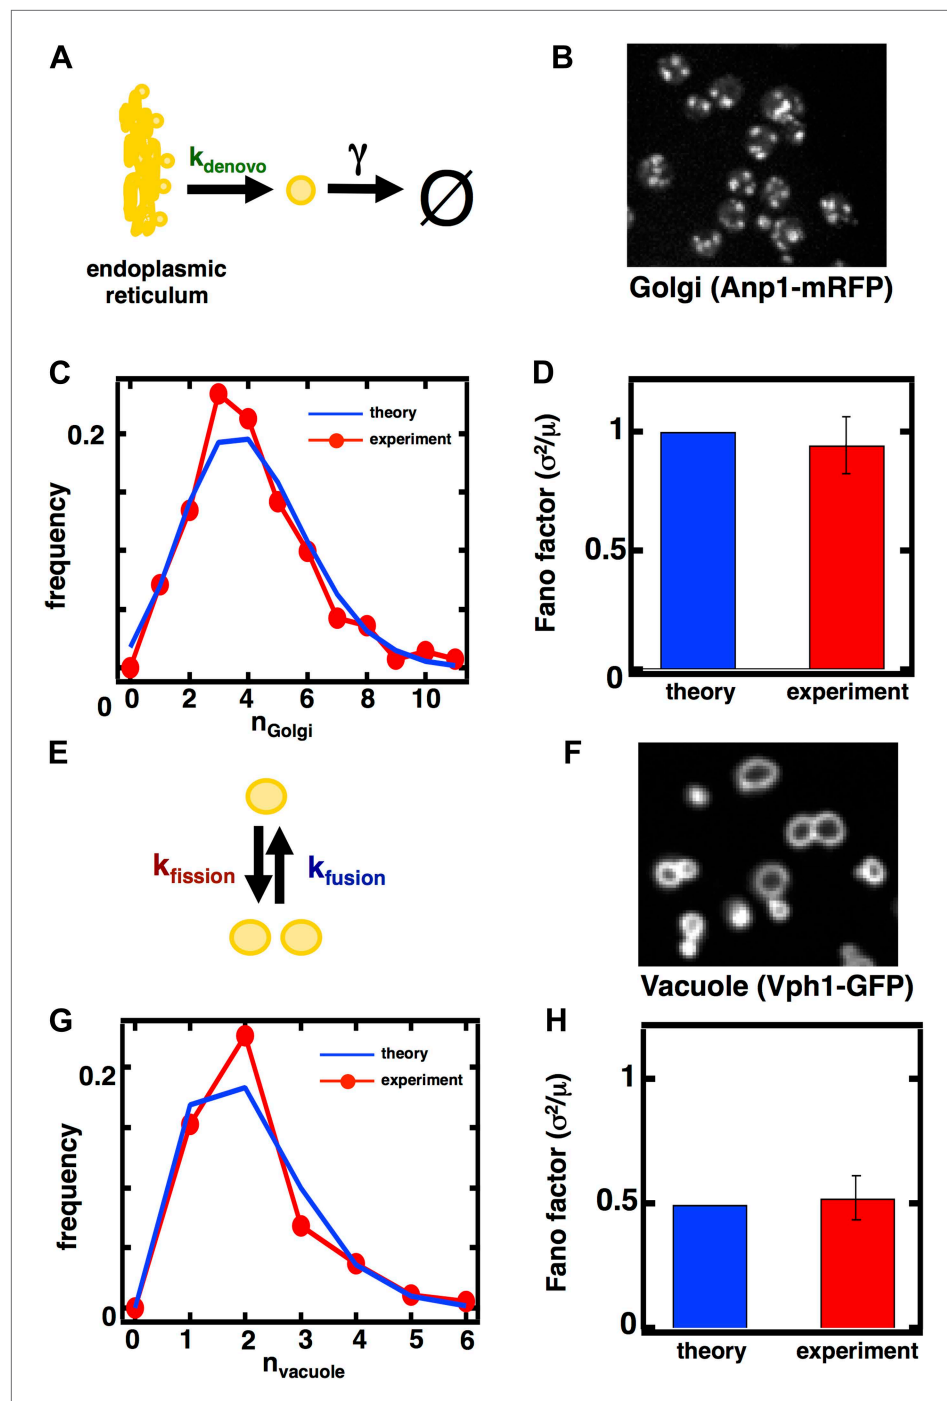 A
k_denovo
γ
Ø
endoplasmic
reticulum
B
Golgi (Anp1-mRFP)
C
theory
experiment
0.2
frequency
0
0 2 4 6 8 10
n_Golgi
D
1
0.5
0
Fano factor (σ²/μ)
theory experiment
E
k_fission
k_fusion
F
Vacuole (Vph1-GFP)
G
theory
experiment
0.2
frequency
0
0 1 2 3 4 5 6
n_vacuole
H
1
0.5
0
Fano factor (σ²/μ)
theory experiment